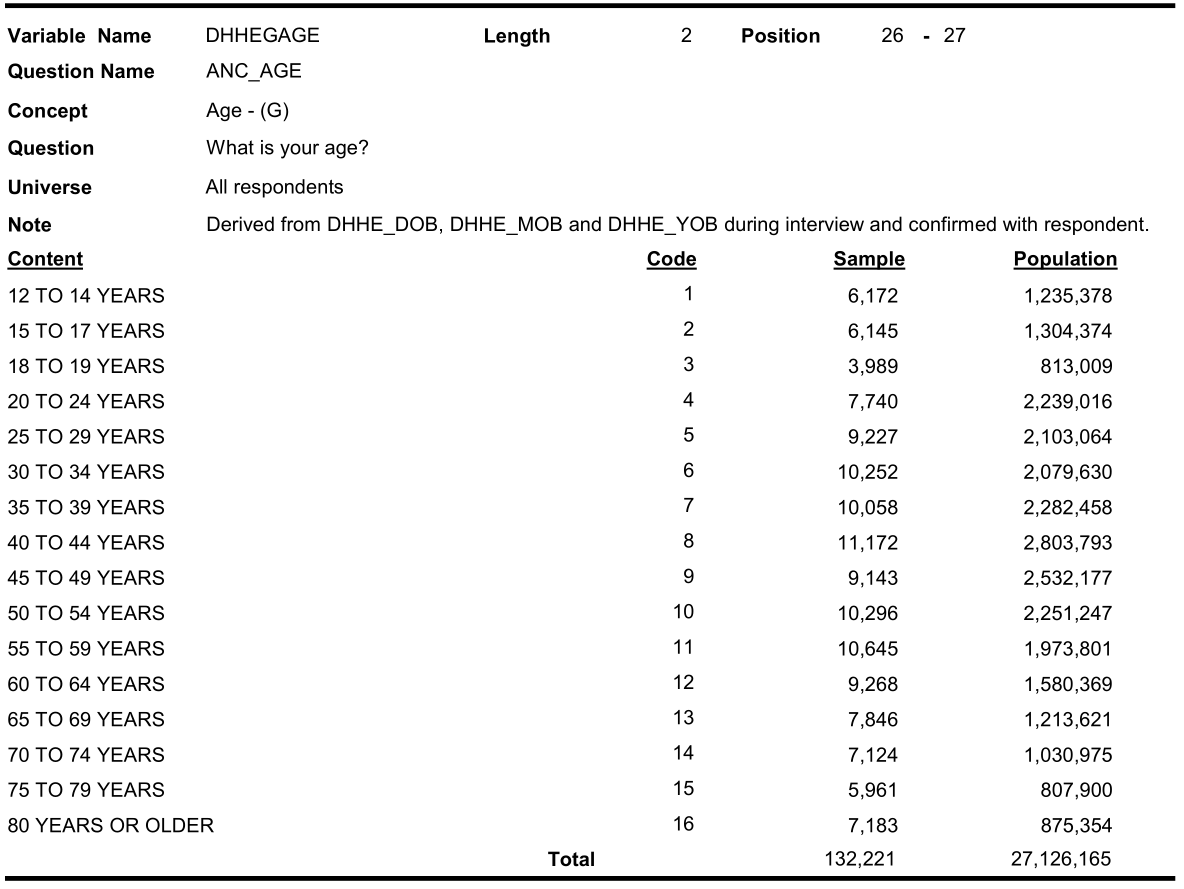 Variable Name DHHEGAGE Length 2 Position 26 - 27
Question Name ANC_AGE
Concept Age - (G)
Question What is your age?
Universe All respondents
Note Derived from DHHE_DOB, DHHE_MOB and DHHE_YOB during interview and confirmed with respondent.
Content Code Sample Population
12 TO 14 YEARS 1 6,172 1,235,378
15 TO 17 YEARS 2 6,145 1,304,374
18 TO 19 YEARS 3 3,989 813,009
20 TO 24 YEARS 4 7,740 2,239,016
25 TO 29 YEARS 5 9,227 2,103,064
30 TO 34 YEARS 6 10,252 2,079,630
35 TO 39 YEARS 7 10,058 2,282,458
40 TO 44 YEARS 8 11,172 2,803,793
45 TO 49 YEARS 9 9,143 2,532,177
50 TO 54 YEARS 10 10,296 2,251,247
55 TO 59 YEARS 11 10,645 1,973,801
60 TO 64 YEARS 12 9,268 1,580,369
65 TO 69 YEARS 13 7,846 1,213,621
70 TO 74 YEARS 14 7,124 1,030,975
75 TO 79 YEARS 15 5,961 807,900
80 YEARS OR OLDER 16 7,183 875,354
Total 132,221 27,126,165